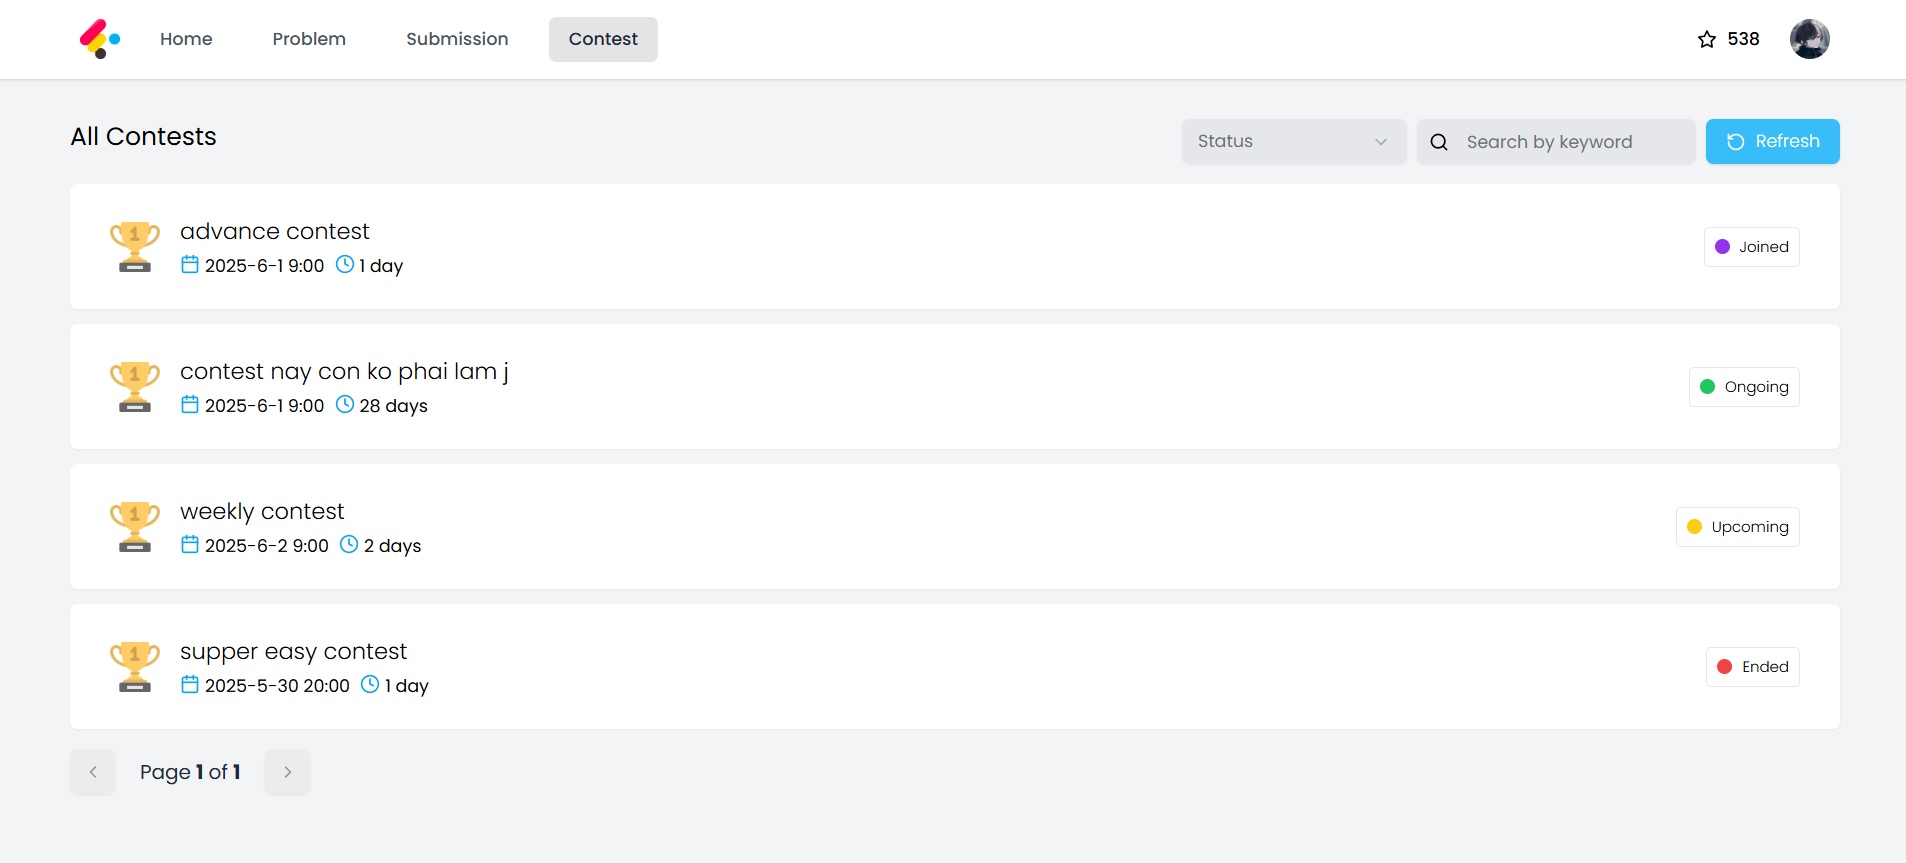 Home Problem Submission Contest 538
All Contests Status Search by keyword Refresh
1 advance contest
2025-6-1 9:00 1 day Joined
1 contest nay con ko phai lam j
2025-6-1 9:00 28 days Ongoing
1 weekly contest
2025-6-2 9:00 2 days Upcoming
1 supper easy contest
2025-5-30 20:00 1 day Ended
Page 1 of 1